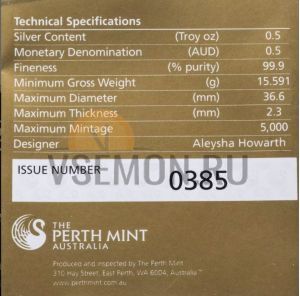 Technical Specifications
Silver Content (Troy oz) 0.5
Monetary Denomination (AUD) 0.5
Fineness (% purity) 99.9
Minimum Gross Weight (g) 15.591
Maximum Diameter (mm) 36.6
Maximum Thickness (mm) 2.3
Maximum Mintage 5,000
Designer Aleysha Howarth
ISSUE NUMBER 0385
VSEMON.RU
THE
PERTH MINT
AUSTRALIA
Produced and inspected by The Perth Mint
310 Hay Street, East Perth, WA 6004, Australia™
www.perthmint.com